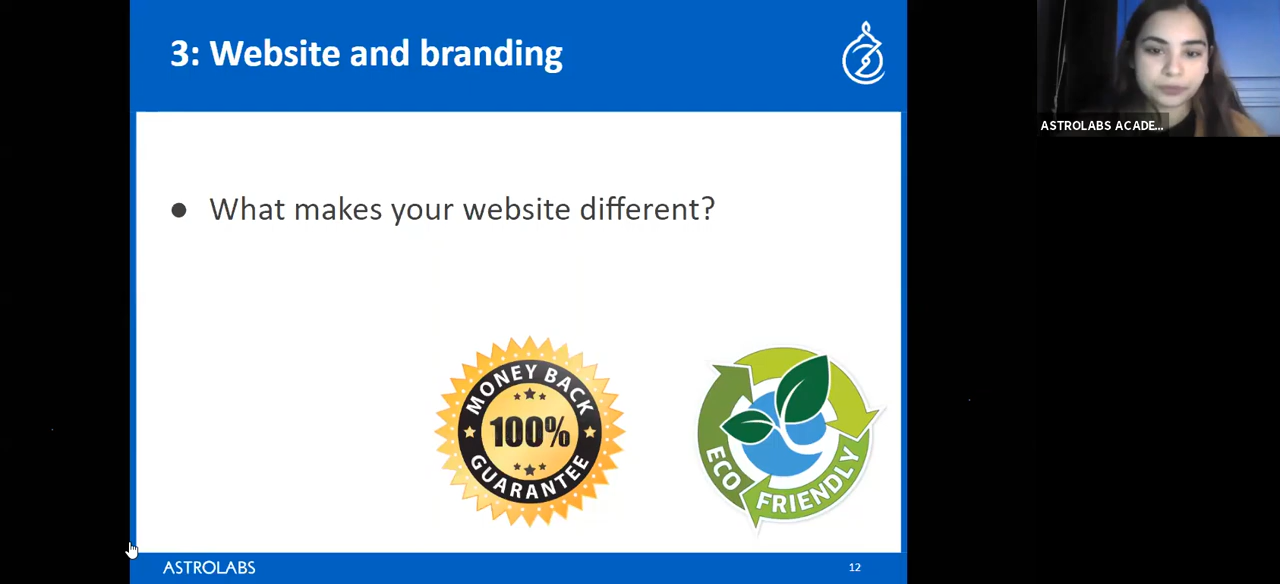 3: Website and branding
ASTROLABS ACADE...
● What makes your website different?
MONEY BACK
100%
GUARANTEE
ECO FRIENDLY
ASTROLABS
12